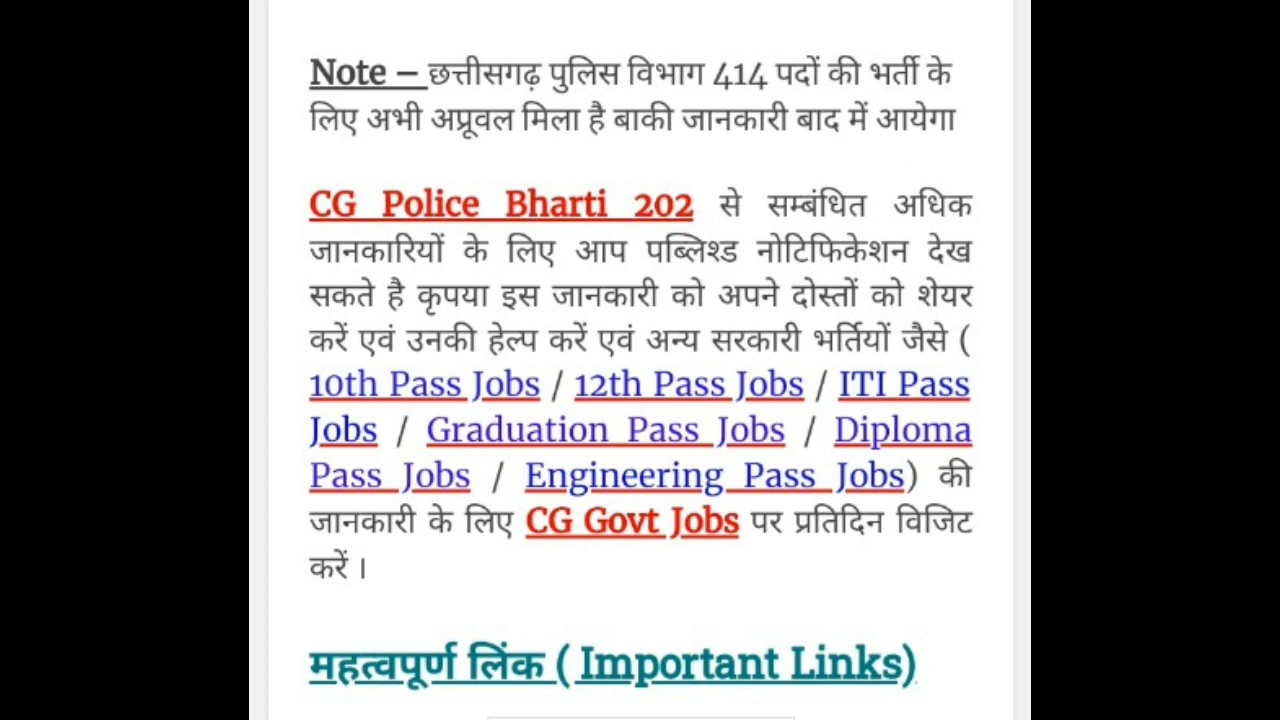 Note – छत्तीसगढ़ पुलिस विभाग 414 पदों की भर्ती के
लिए अभी अप्रूवल मिला है बाकी जानकारी बाद में आयेगा
CG Police Bharti 202 से सम्बंधित अधिक
जानकारियों के लिए आप पब्लिश्ड नोटिफिकेशन देख
सकते है कृपया इस जानकारी को अपने दोस्तों को शेयर
करें एवं उनकी हेल्प करें एवं अन्य सरकारी भर्तियों जैसे (
10th Pass Jobs / 12th Pass Jobs / ITI Pass
Jobs / Graduation Pass Jobs / Diploma
Pass Jobs / Engineering Pass Jobs) की
जानकारी के लिए CG Govt Jobs पर प्रतिदिन विजिट
करें ।
महत्वपूर्ण लिंक ( Important Links)